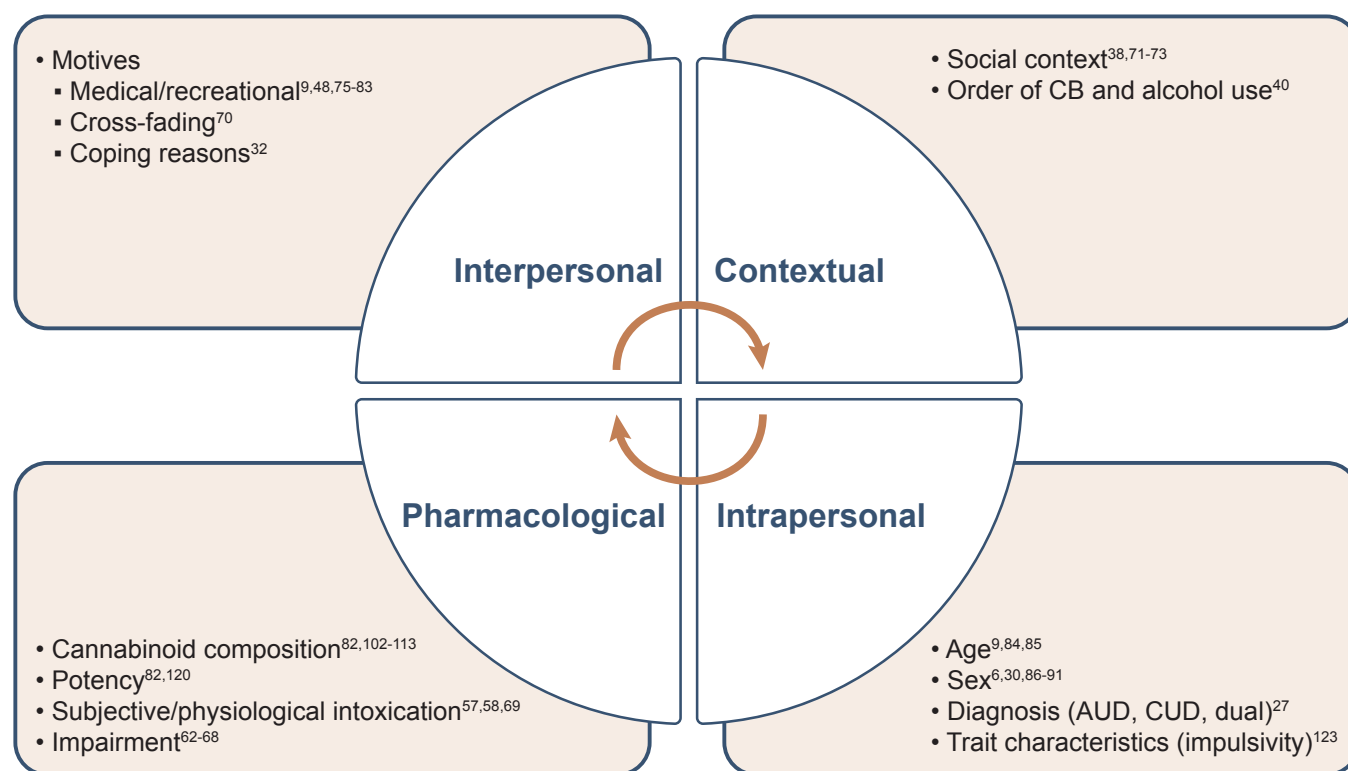 • Motives
▪ Medical/recreational9,48,75-83
▪ Cross-fading70
▪ Coping reasons32
• Social context38,71-73
• Order of CB and alcohol use40
Interpersonal
Contextual
Pharmacological
Intrapersonal
• Cannabinoid composition82,102-113
• Potency82,120
• Subjective/physiological intoxication57,58,69
• Impairment62-68
• Age9,84,85
• Sex6,30,86-91
• Diagnosis (AUD, CUD, dual)27
• Trait characteristics (impulsivity)123